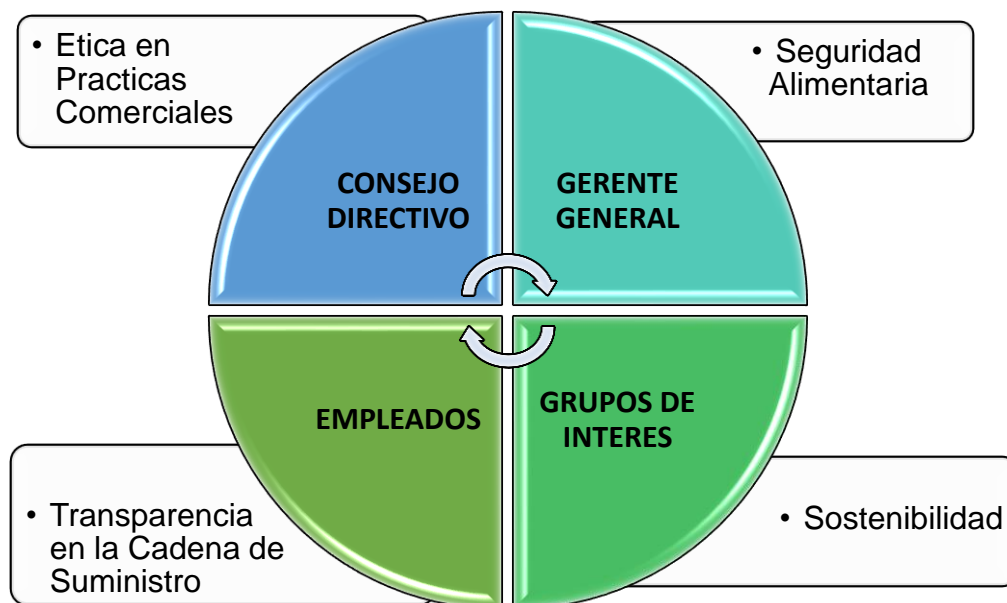 • Etica en
Practicas
Comerciales
• Seguridad
Alimentaria
CONSEJO
DIRECTIVO
GERENTE
GENERAL
EMPLEADOS
GRUPOS DE
INTERES
• Transparencia
en la Cadena de
Suministro
• Sostenibilidad